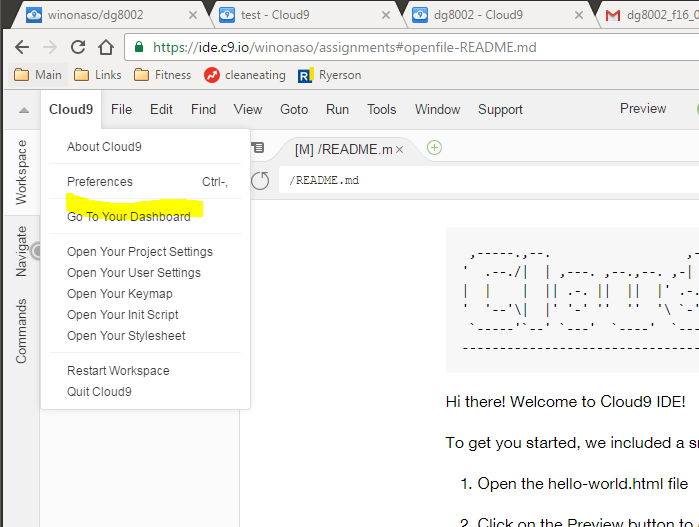 winonaso/dg8002
test - Cloud9
dg8002 - Cloud9
dg8002_f16_0
https://ide.c9.io/winonaso/assignments#openfile-README.md
Main Links Fitness cleaneating Ryerson
Cloud9 File Edit Find View Goto Run Tools Window Support Preview
Workspace
Navigate
Commands
About Cloud9
Preferences Ctrl-,
Go To Your Dashboard
Open Your Project Settings
Open Your User Settings
Open Your Keymap
Open Your Init Script
Open Your Stylesheet
Restart Workspace
Quit Cloud9
[M] /README.m
/README.md
Hi there! Welcome to Cloud9 IDE!
To get you started, we included a
1. Open the hello-world.html file
2. Click on the Preview button to